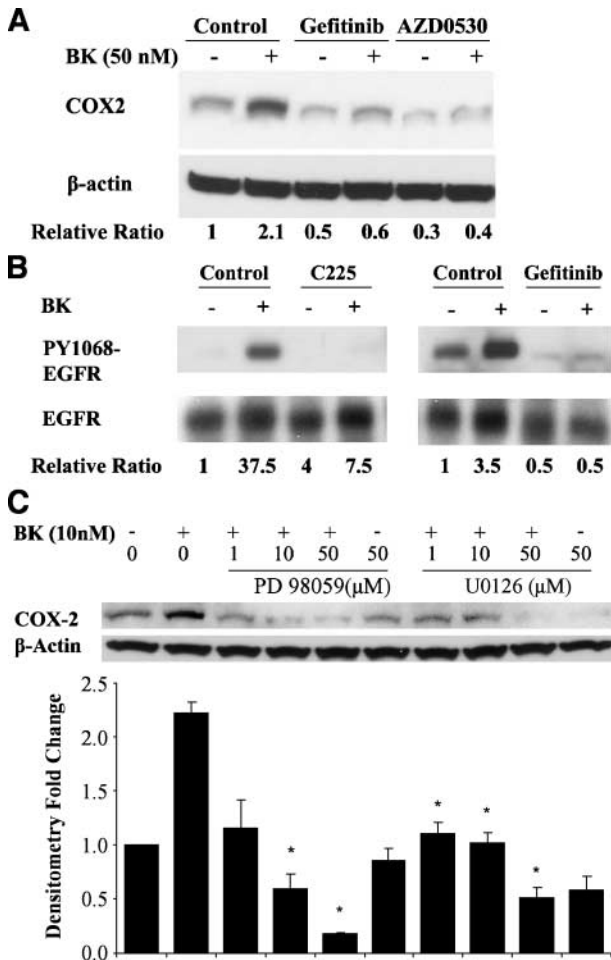 A
Control Gefitinib AZD0530
BK (50 nM) - + - + - +
COX2
β-actin
Relative Ratio 1 2.1 0.5 0.6 0.3 0.4
B
Control C225 Control Gefitinib
BK - + - + - + - +
PY1068-
EGFR
EGFR
Relative Ratio 1 37.5 4 7.5 1 3.5 0.5 0.5
C
BK (10nM) - + + + + - + + + -
0 0 1 10 50 50 1 10 50 50
PD 98059(μM) U0126 (μM)
COX-2
β-Actin
Densitometry Fold Change
2.5
2.0
1.5
1.0
0.5
0.0
* * * * *